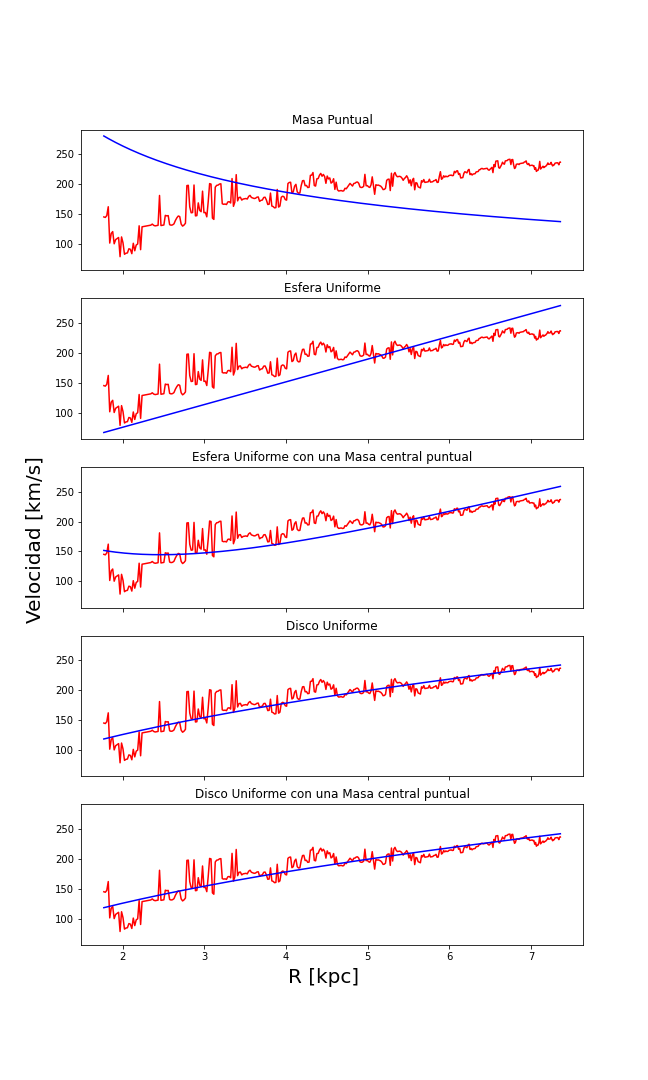 Masa Puntual
250
200
150
100
Esfera Uniforme
250
200
150
100
Esfera Uniforme con una Masa central puntual
250
200
150
100
Velocidad [km/s]
Disco Uniforme
250
200
150
100
Disco Uniforme con una Masa central puntual
250
200
150
100
2 3 4 5 6 7
R [kpc]